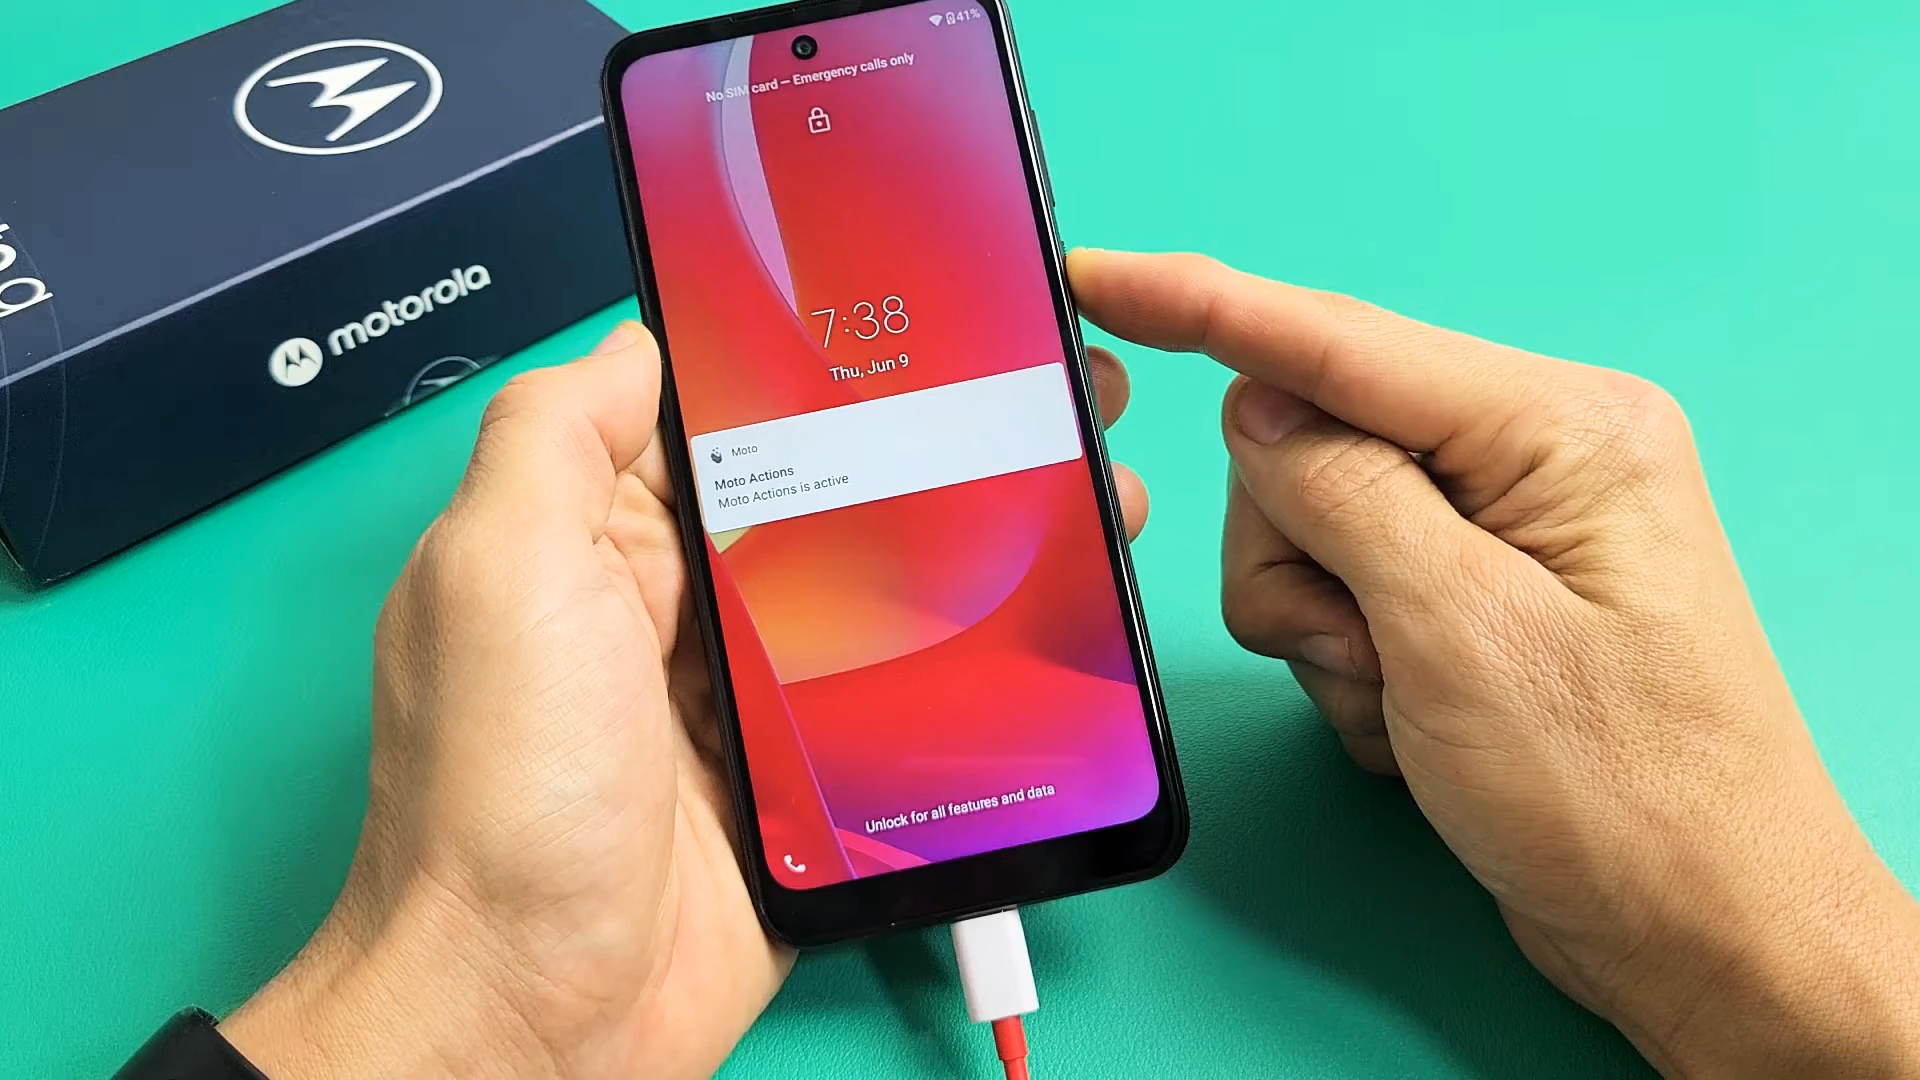 41%
No SIM card — Emergency calls only
motorola
7:38
Thu, Jun 9
Moto
Moto Actions
Moto Actions is active
Unlock for all features and data